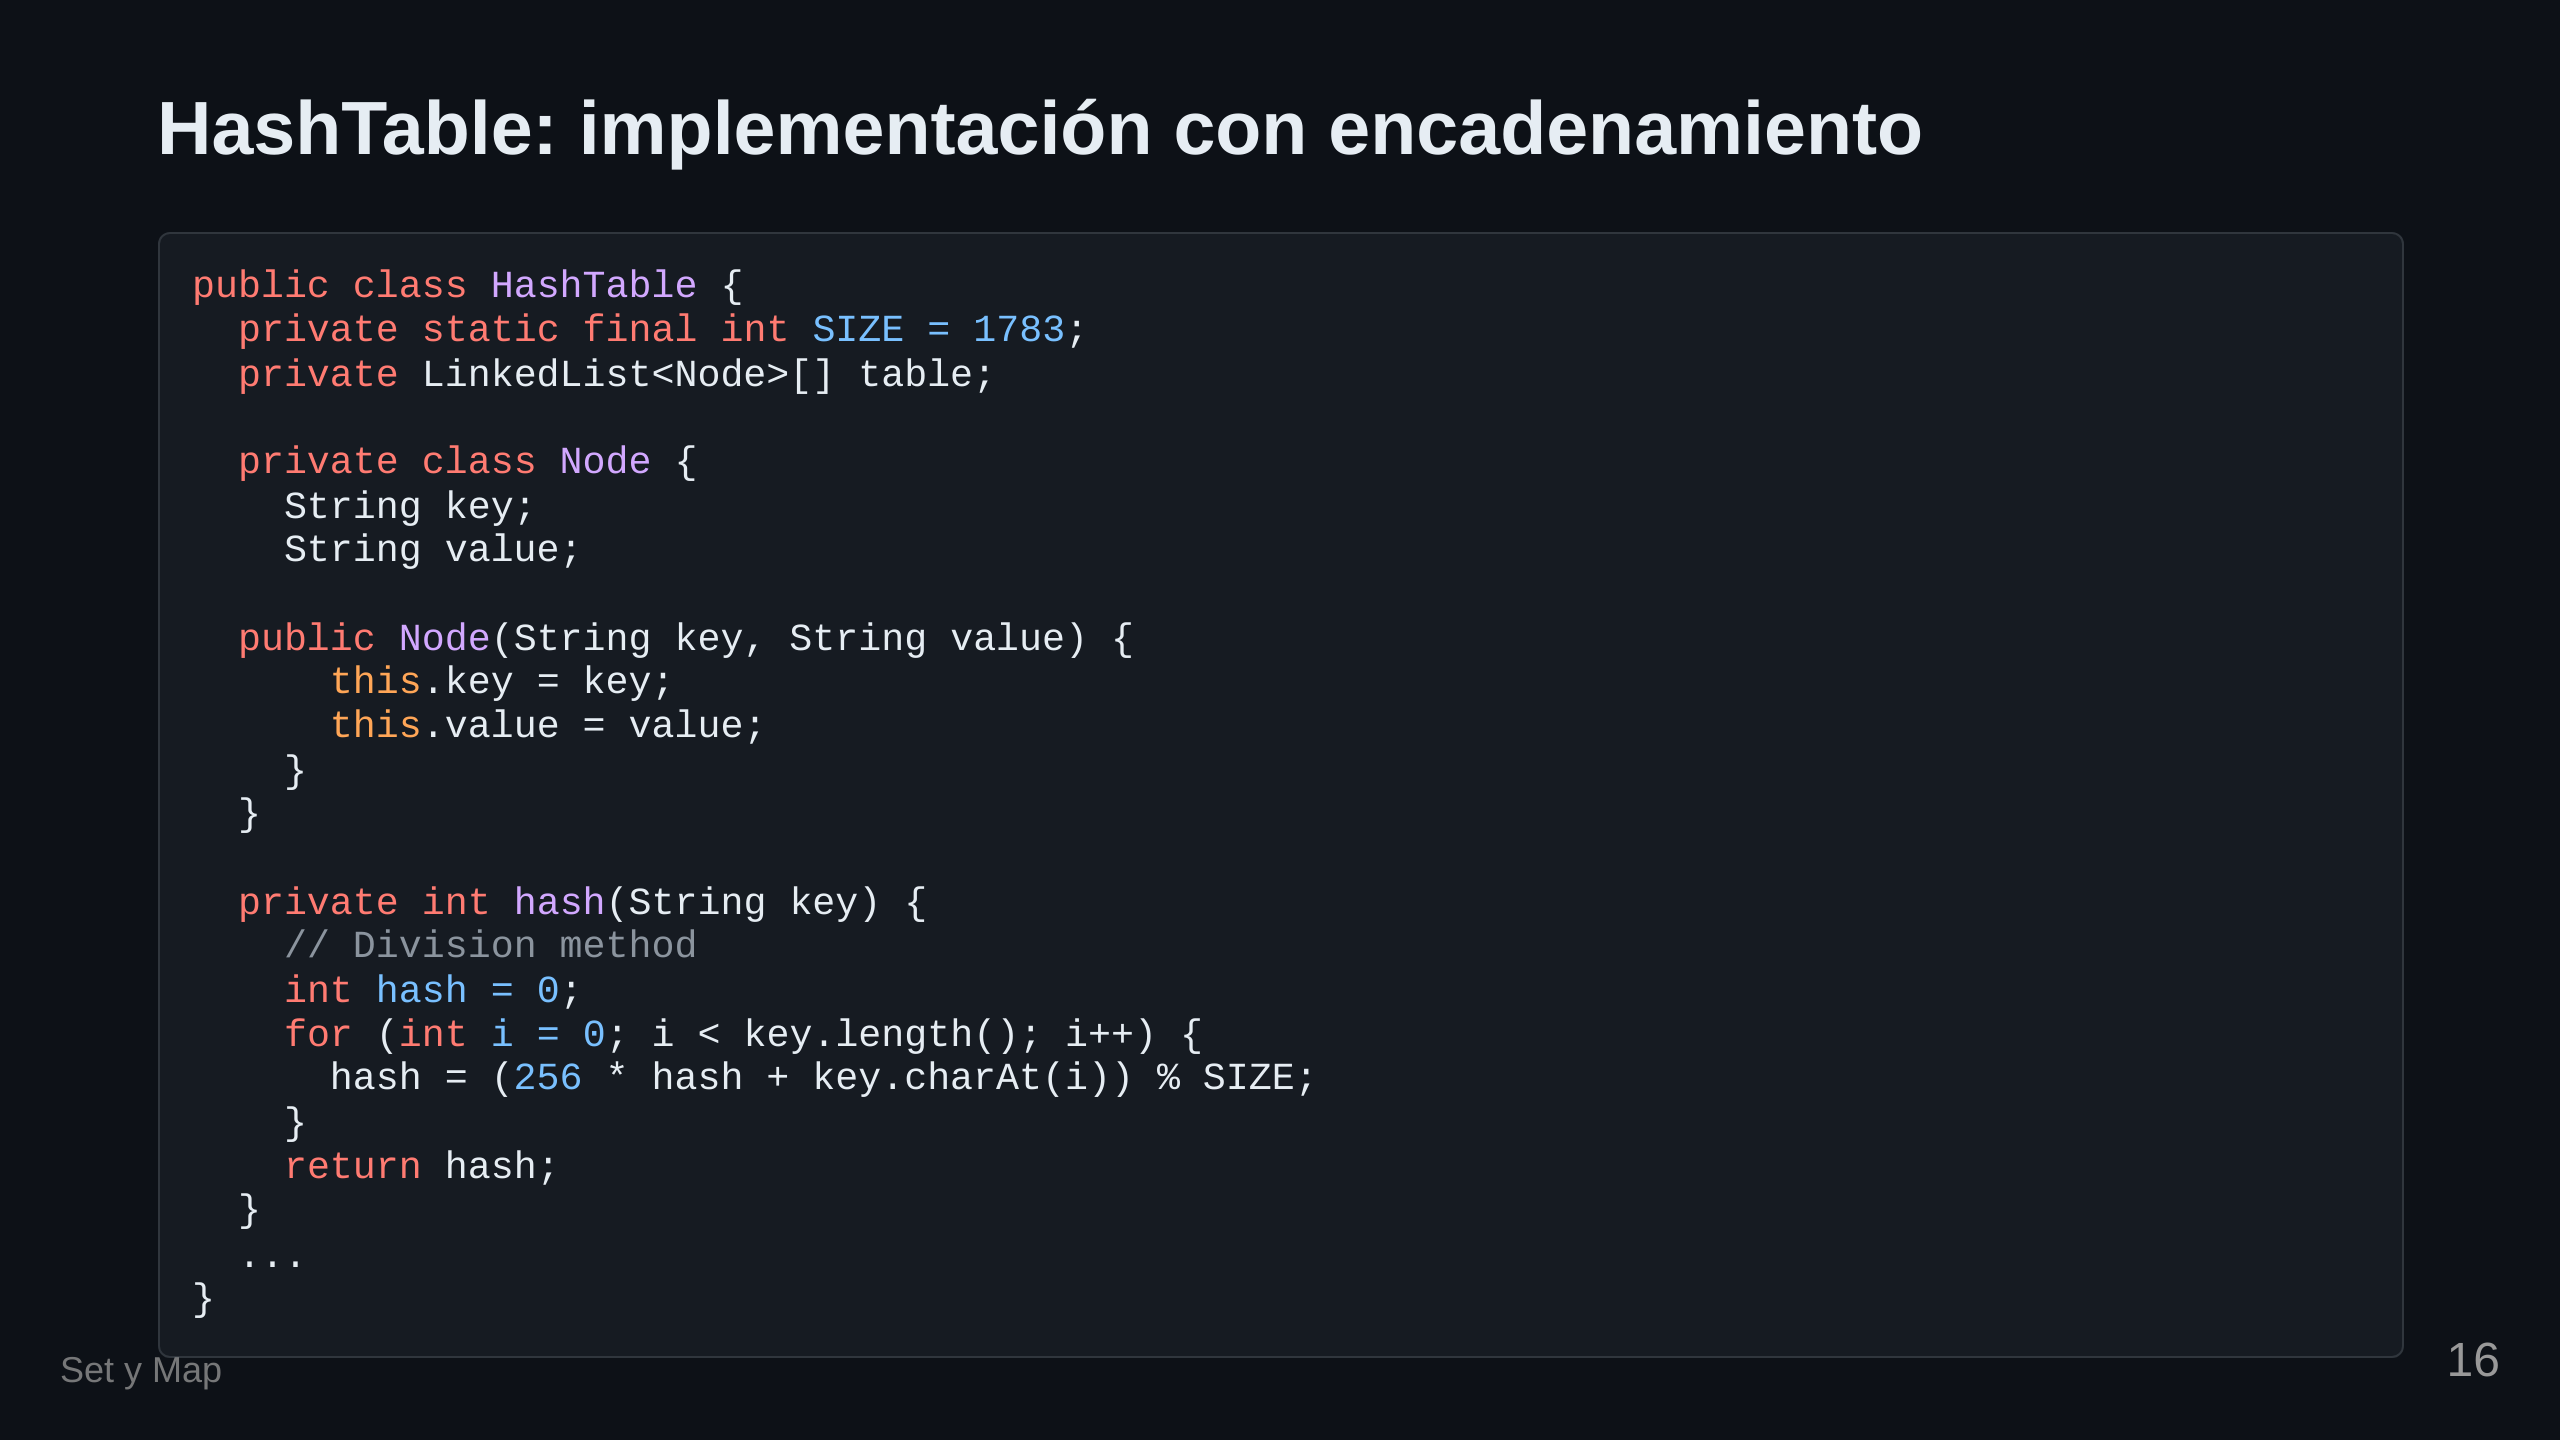 HashTable: implementación con encadenamiento
public class HashTable {
  private static final int SIZE = 1783;
  private LinkedList<Node>[] table;

  private class Node {
    String key;
    String value;

  public Node(String key, String value) {
      this.key = key;
      this.value = value;
    }
  }

  private int hash(String key) {
    // Division method
    int hash = 0;
    for (int i = 0; i < key.length(); i++) {
      hash = (256 * hash + key.charAt(i)) % SIZE;
    }
    return hash;
  }
  ...
}
Set y Map
16